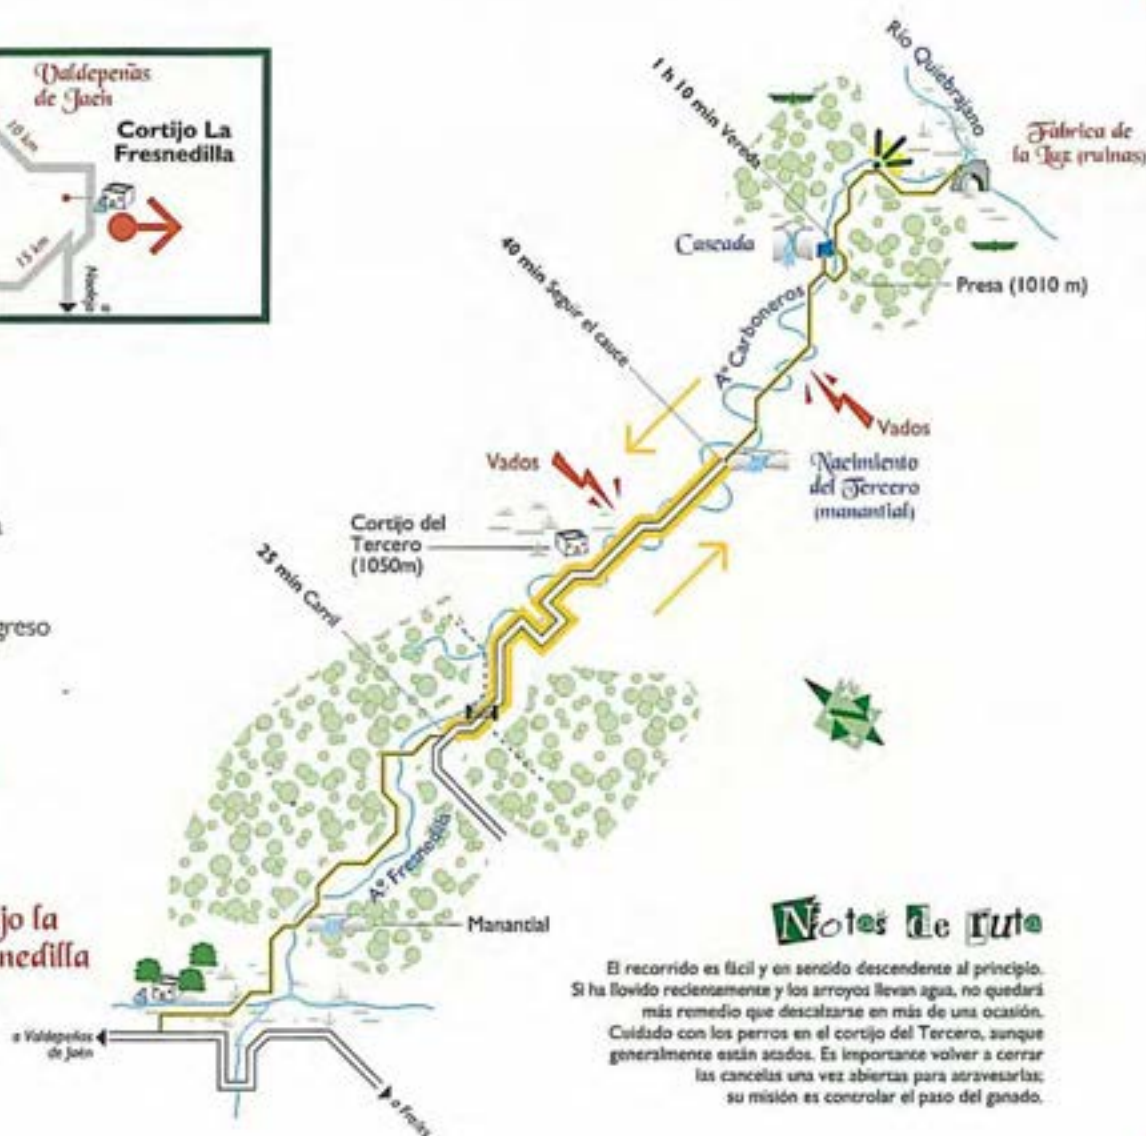 Valdepeñas
de Jaén
10 km
Cortijo La
Fresnedilla
15 km
a
Noalejo
Río Quiebrajano
1 h 10 min Vereda
Fábrica de
la Luz (ruinas)
Cascada
Presa (1010 m)
40 min Seguir el cauce
Aº Carboneros
Vados
Vados
Nacimiento
del Tercero
(manantial)
Cortijo del
Tercero
(1050m)
25 min Carril
greso
Aº. Fresnedilla
Manantial
jo la
nedilla
a Valdepeñas
de Jaén
a Frailes
Notas de ruta
El recorrido es fácil y en sentido descendente al principio.
Si ha llovido recientemente y los arroyos llevan agua, no quedará
más remedio que descalzarse en más de una ocasión.
Cuidado con los perros en el cortijo del Tercero, aunque
generalmente están atados. Es importante volver a cerrar
las cancelas una vez abiertas para atravesarlas;
su misión es controlar el paso del ganado.